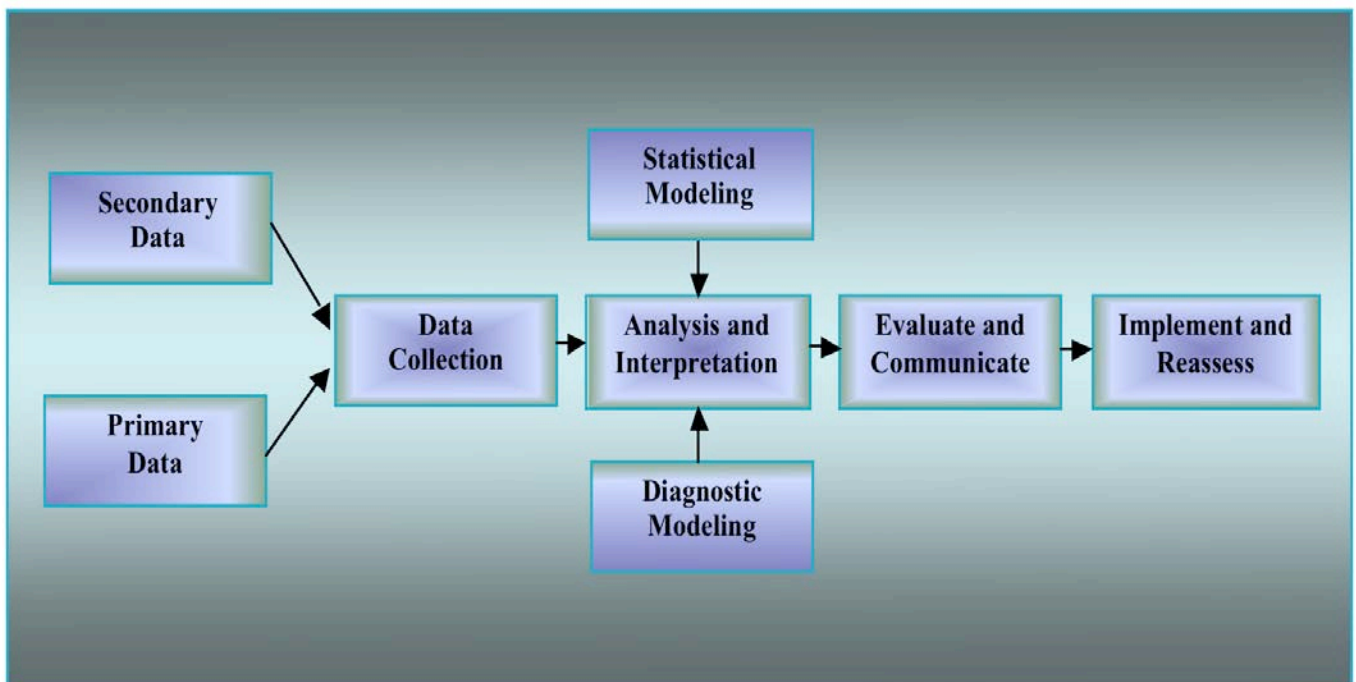 Secondary
Data
Primary
Data
Data
Collection
Statistical
Modeling
Analysis and
Interpretation
Diagnostic
Modeling
Evaluate and
Communicate
Implement and
Reassess